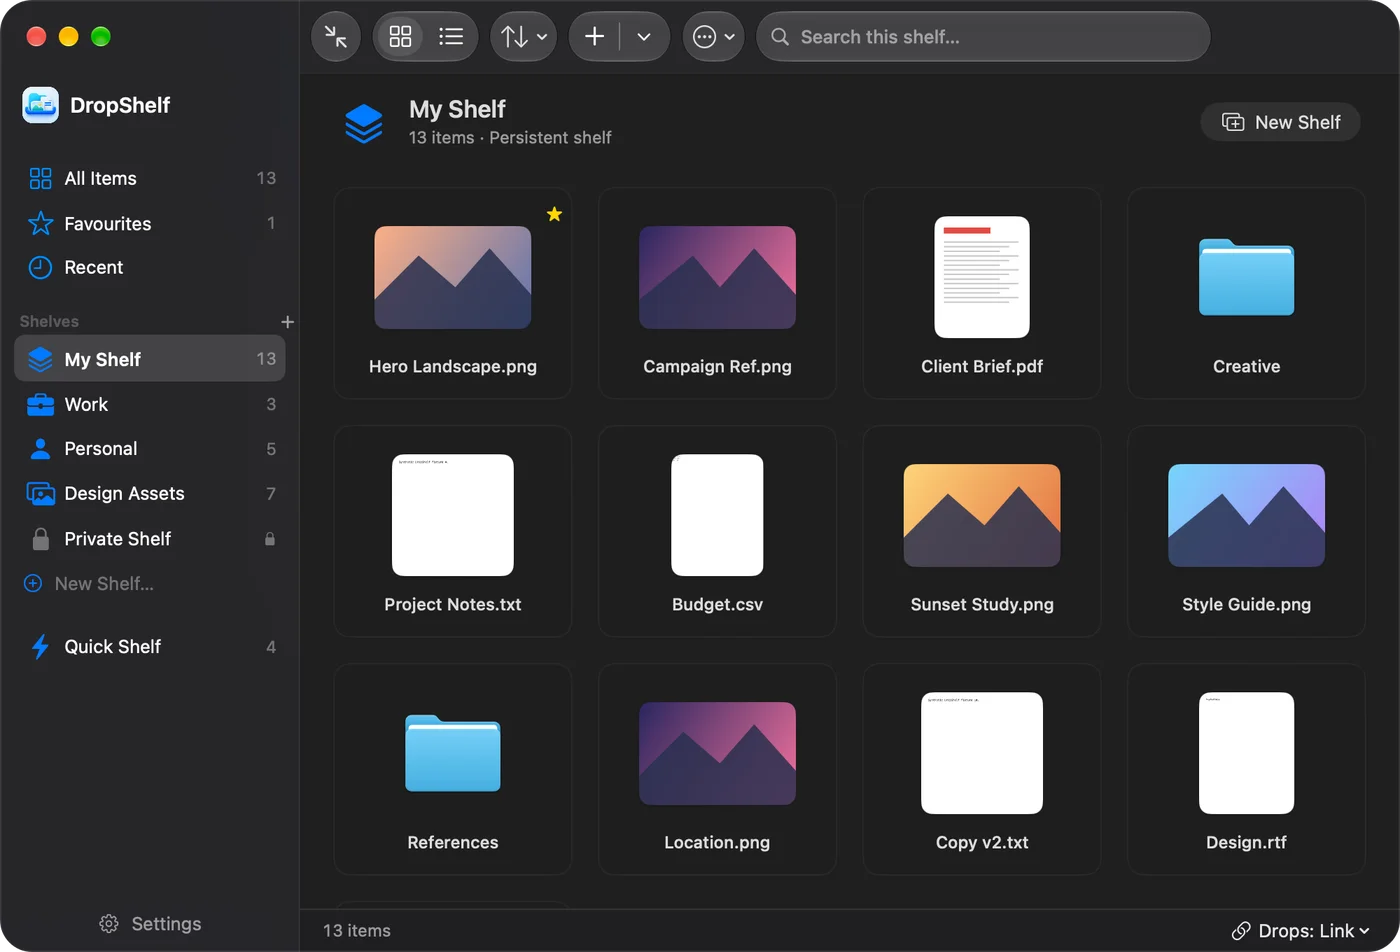 DropShelf
All Items 13
Favourites 1
Recent
Shelves
My Shelf 13
Work 3
Personal 5
Design Assets 7
Private Shelf
New Shelf...
Quick Shelf 4
Settings
Search this shelf...
My Shelf
13 items · Persistent shelf
New Shelf
Hero Landscape.png
Campaign Ref.png
Client Brief.pdf
Creative
Project Notes.txt
Budget.csv
Sunset Study.png
Style Guide.png
References
Location.png
Copy v2.txt
Design.rtf
13 items
Drops: Link